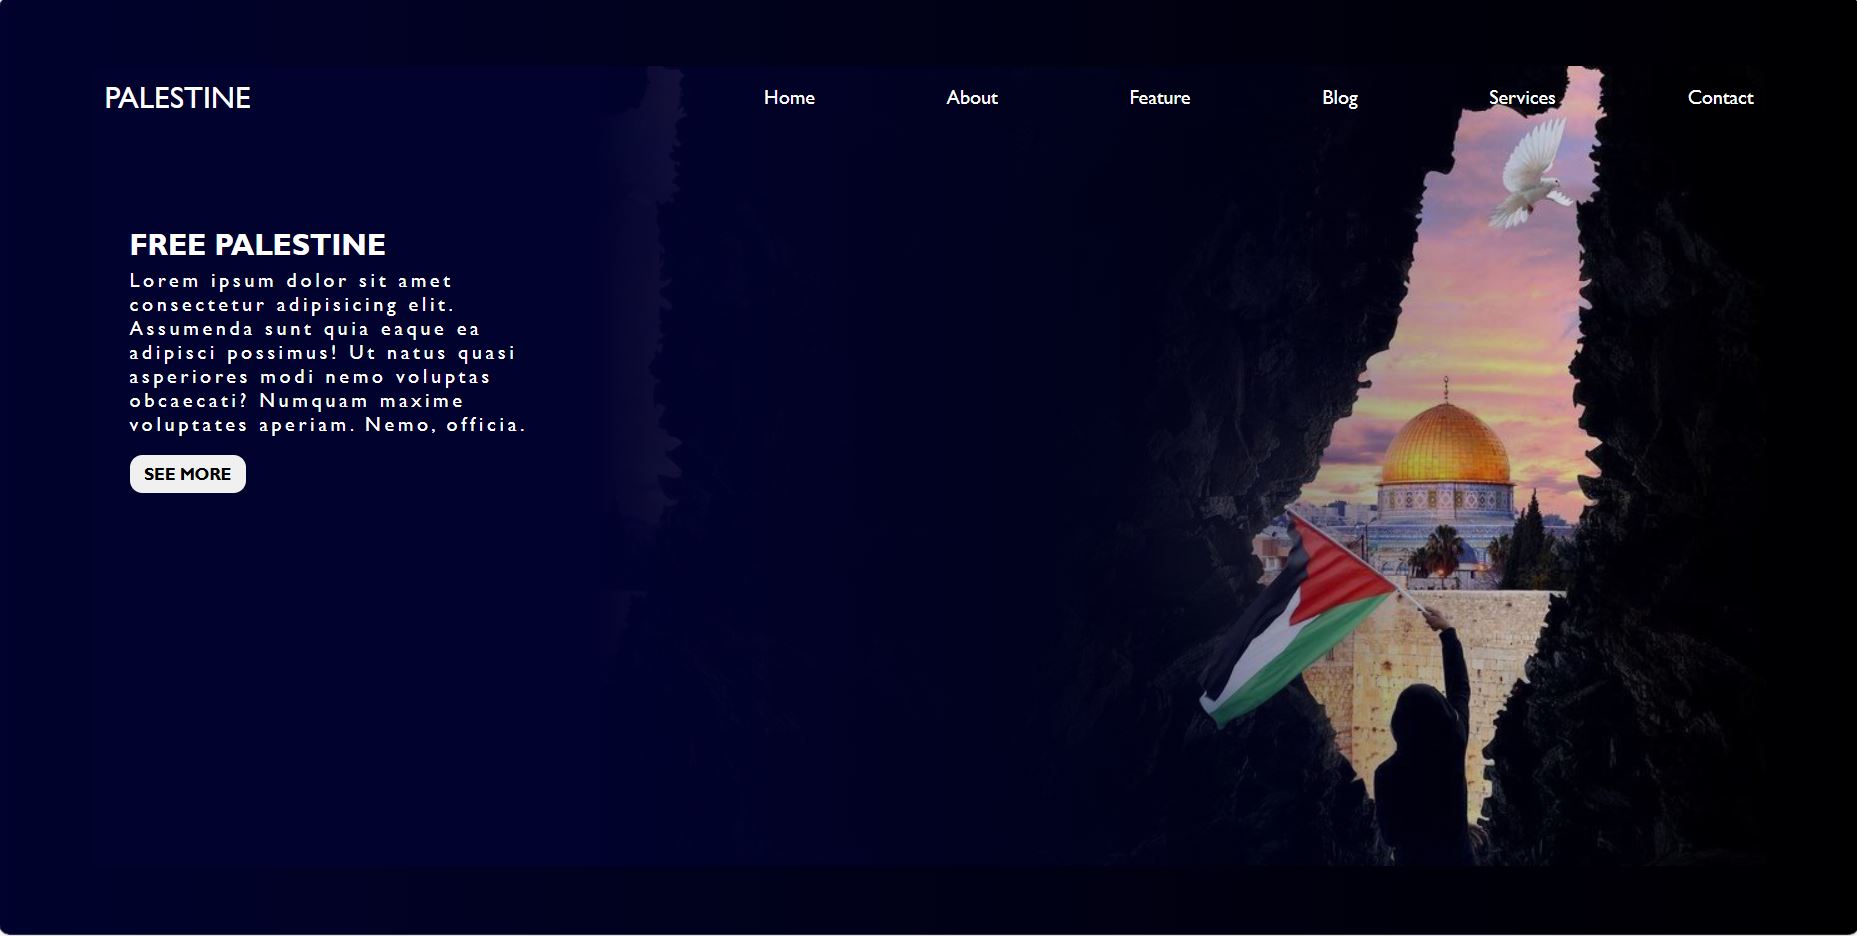 PALESTINE
Home About Feature Blog Services Contact
FREE PALESTINE
Lorem ipsum dolor sit amet
consectetur adipisicing elit.
Assumenda sunt quia eaque ea
adipisci possimus! Ut natus quasi
asperiores modi nemo voluptas
obcaecati? Numquam maxime
voluptates aperiam. Nemo, officia.
SEE MORE